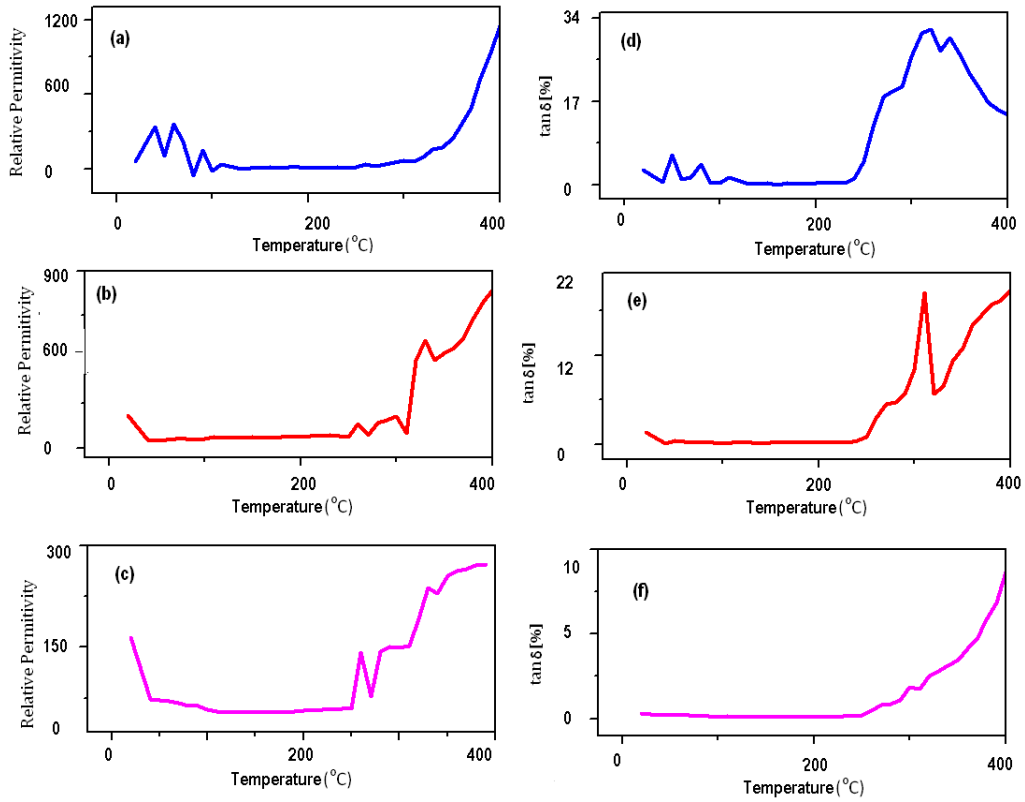 (a)
Relative Permitivity
1200
600
0
0
200
400
Temperature (°C)
(d)
tan δ [%]
34
17
0
0
200
400
Temperature (°C)
(b)
Relative Permitivity
900
600
0
0
200
400
Temperature (°C)
(e)
tan δ [%]
22
12
0
0
200
400
Temperature (°C)
(c)
Relative Permitivity
300
150
0
0
200
400
Temperature (°C)
(f)
tan δ [%]
10
5
0
0
200
400
Temperature (°C)